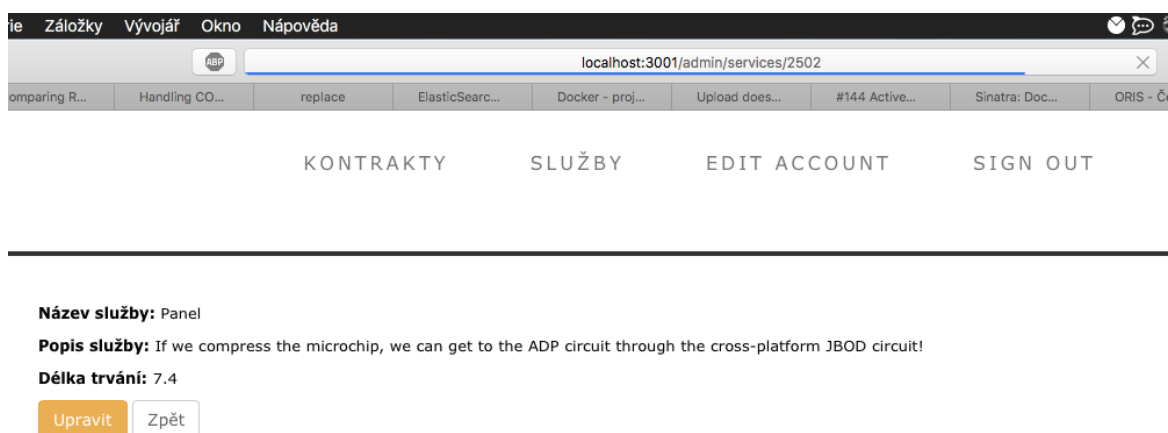 ie Záložky Vývojář Okno Nápověda
ABP localhost:3001/admin/services/2502
omparing R... Handling CO... replace ElasticSearc... Docker - proj... Upload does... #144 Active... Sinatra: Doc... ORIS - Č
KONTRAKTY SLUŽBY EDIT ACCOUNT SIGN OUT
Název služby: Panel
Popis služby: If we compress the microchip, we can get to the ADP circuit through the cross-platform JBOD circuit!
Délka trvání: 7.4
Upravit Zpět